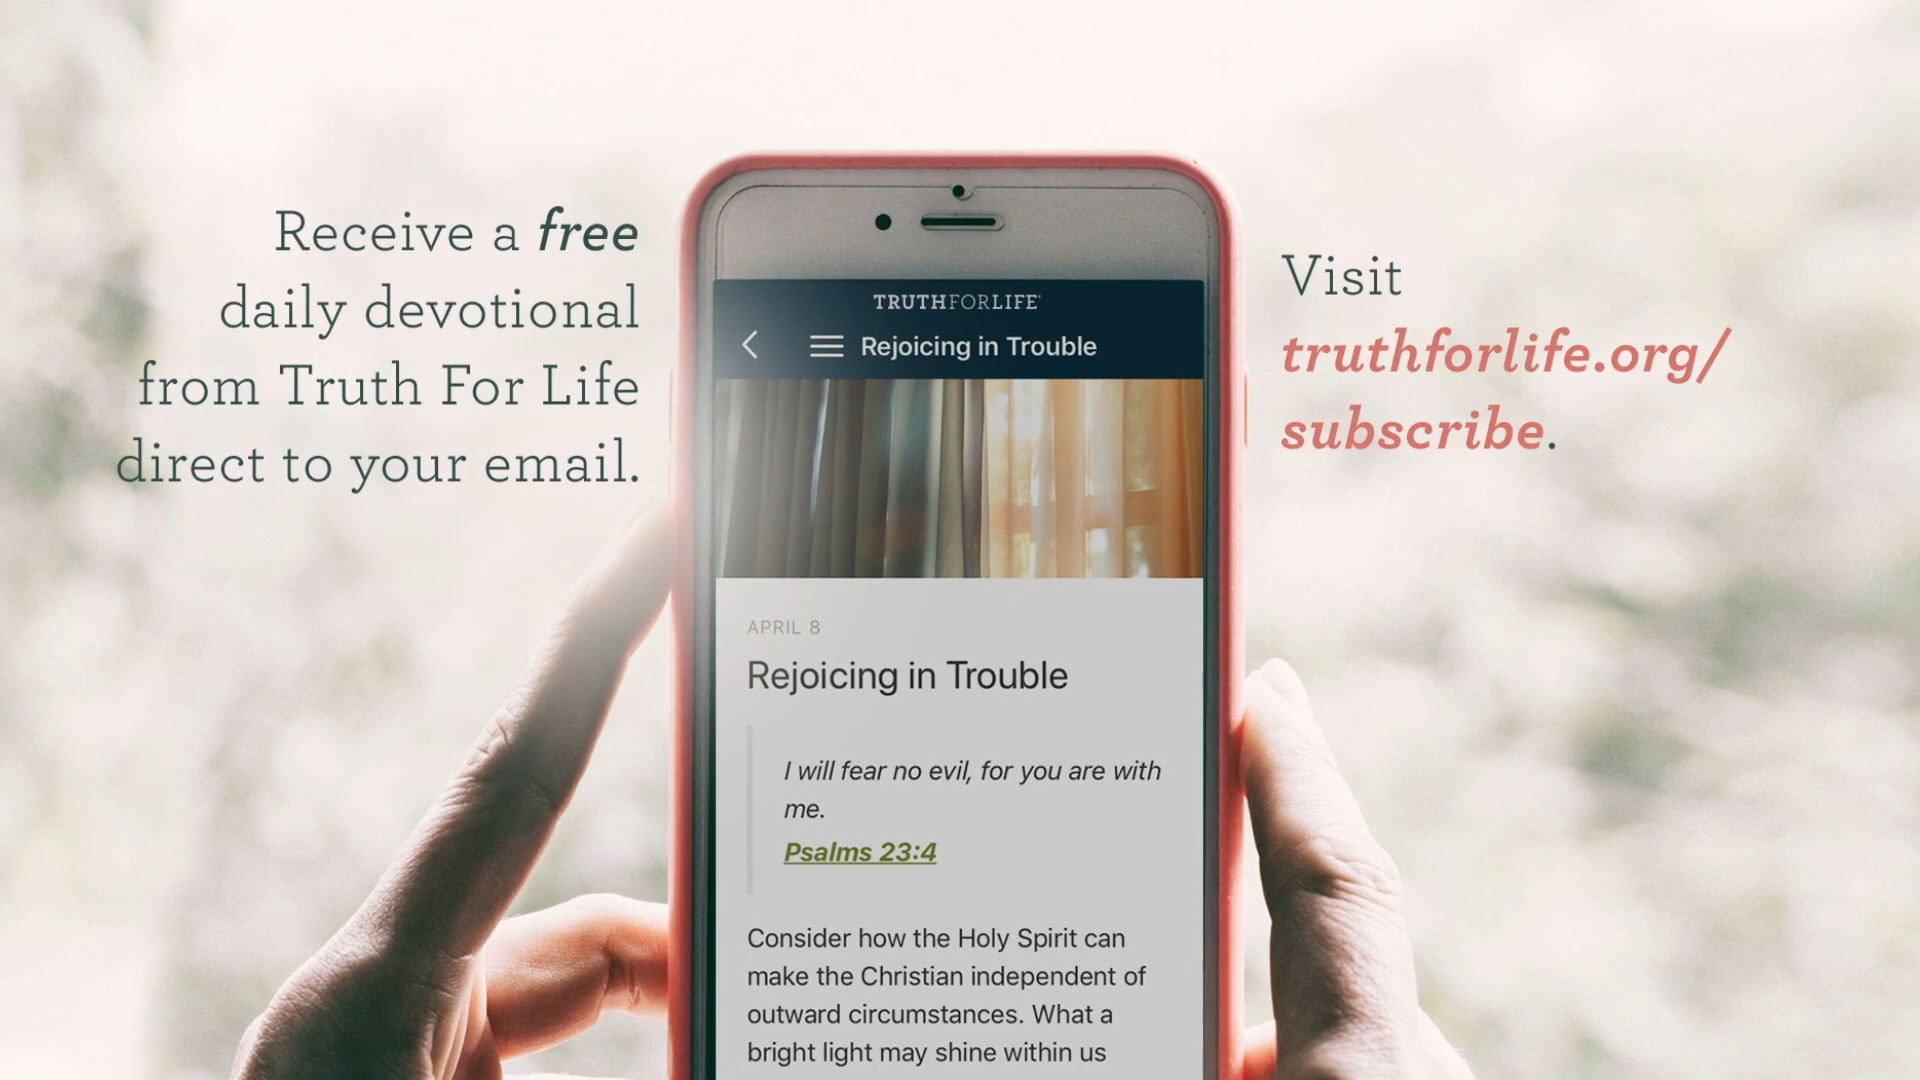 Receive a free
daily devotional
from Truth For Life
direct to your email.
TRUTHFORLIFE
Rejoicing in Trouble
APRIL 8
Rejoicing in Trouble
I will fear no evil, for you are with
me.
Psalms 23:4
Consider how the Holy Spirit can
make the Christian independent of
outward circumstances. What a
bright light may shine within us
Visit
truthforlife.org/
subscribe.